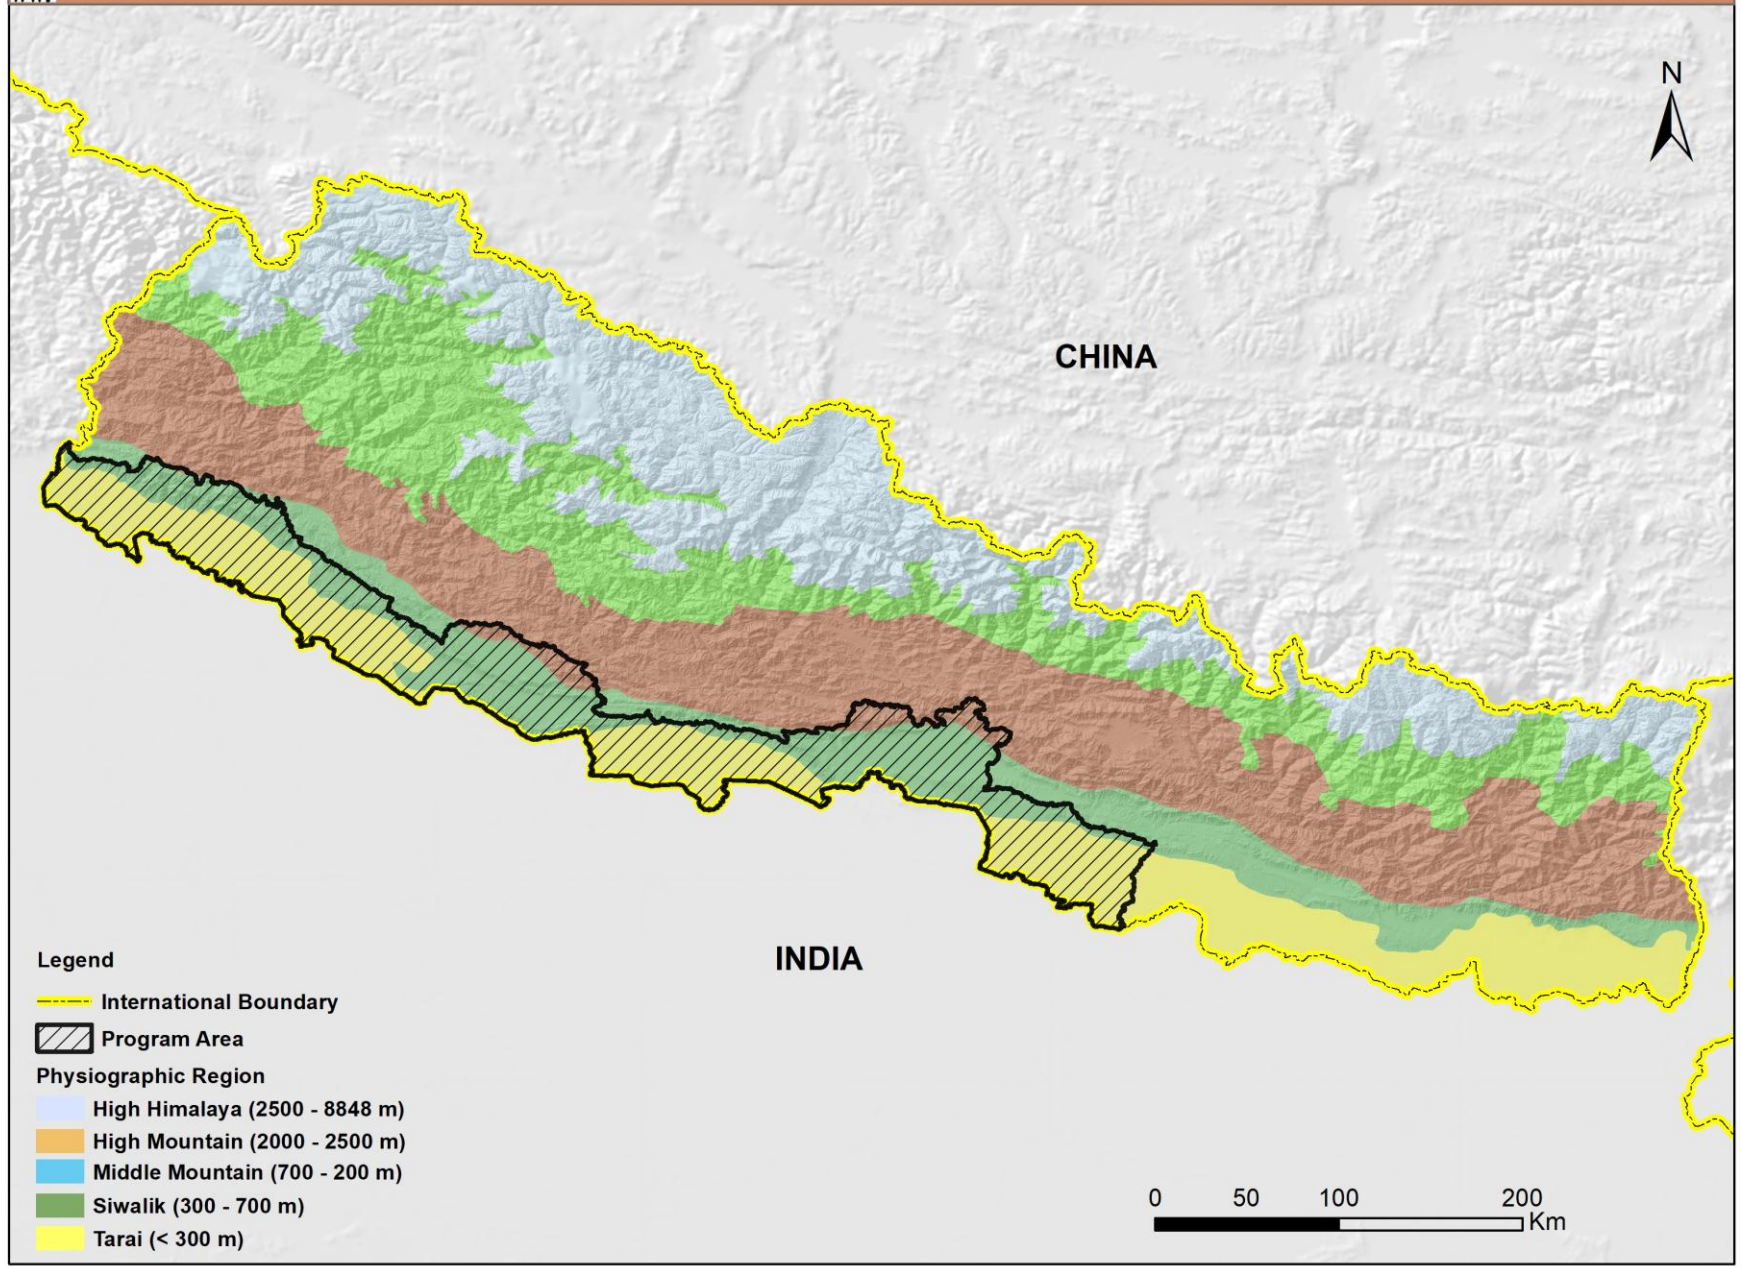 N
CHINA
INDIA
Legend
International Boundary
Program Area
Physiographic Region
High Himalaya (2500 - 8848 m)
High Mountain (2000 - 2500 m)
Middle Mountain (700 - 200 m)
Siwalik (300 - 700 m)
Tarai (< 300 m)
0 50 100 200
Km